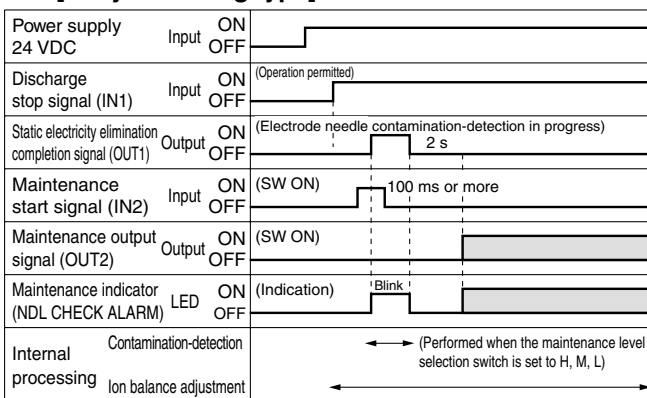 Power supply
24 VDC
Input
ON
OFF
Discharge
stop signal (IN1)
Input
ON
OFF
(Operation permitted)
Static electricity elimination
completion signal (OUT1)
Output
ON
OFF
(Electrode needle contamination-detection in progress)
2 s
Maintenance
start signal (IN2)
Input
ON
OFF
(SW ON)
100 ms or more
Maintenance output
signal (OUT2)
Output
ON
OFF
(SW ON)
Maintenance indicator
(NDL CHECK ALARM)
LED
ON
OFF
(Indication)
Blink
Internal
processing
Contamination-detection
(Performed when the maintenance level
selection switch is set to H, M, L)
Ion balance adjustment